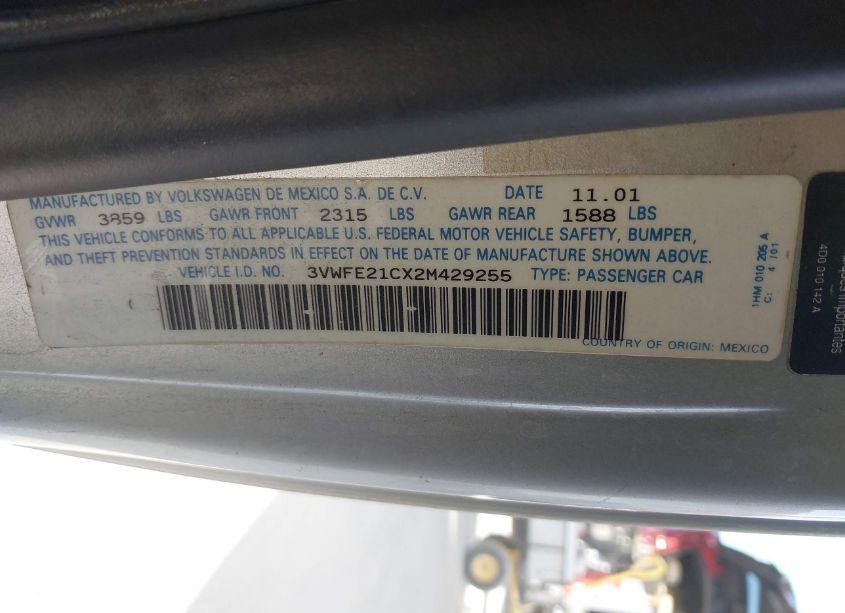 MANUFACTURED BY VOLKSWAGEN DE MEXICO S.A. DE C.V. DATE 11.01
GVWR 3859 LBS GAWR FRONT 2315 LBS GAWR REAR 1588 LBS
THIS VEHICLE CONFORMS TO ALL APPLICABLE U.S. FEDERAL MOTOR VEHICLE SAFETY, BUMPER,
AND THEFT PREVENTION STANDARDS IN EFFECT ON THE DATE OF MANUFACTURE SHOWN ABOVE.
VEHICLE I.D. NO. 3VWFE21CX2M429255 TYPE: PASSENGER CAR
COUNTRY OF ORIGIN: MEXICO
1HM 010 205 A
C: 4 /01
4D0 010 142 A
importantes